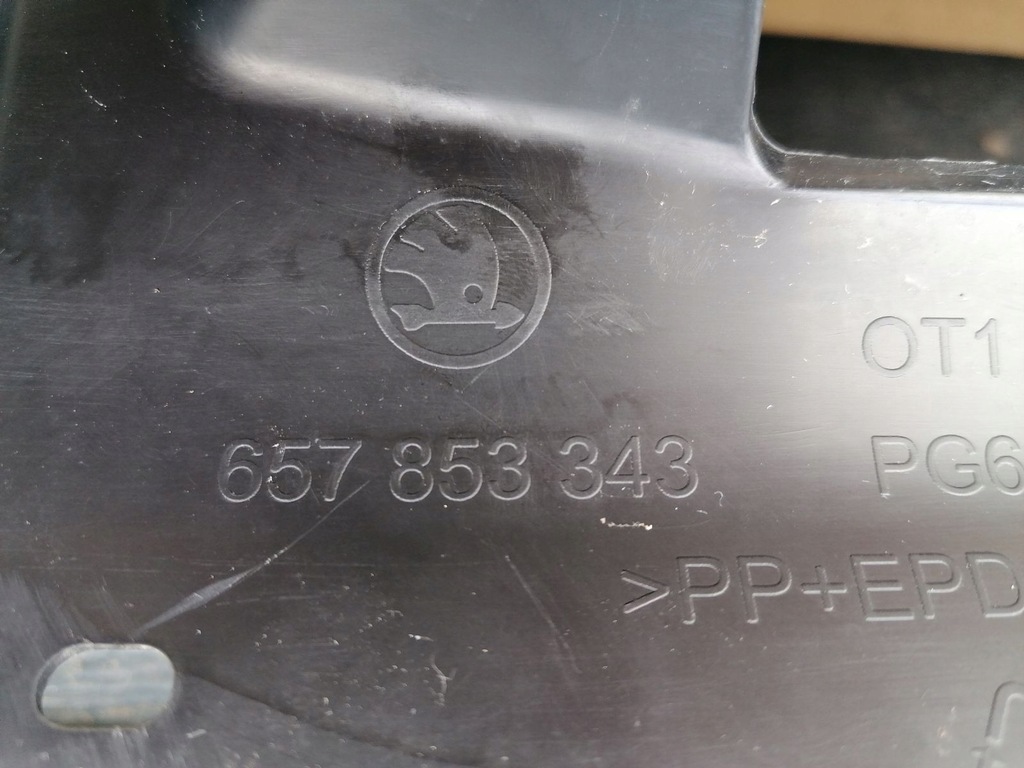 OT1
657 853 343
PG6
>PP+EPD